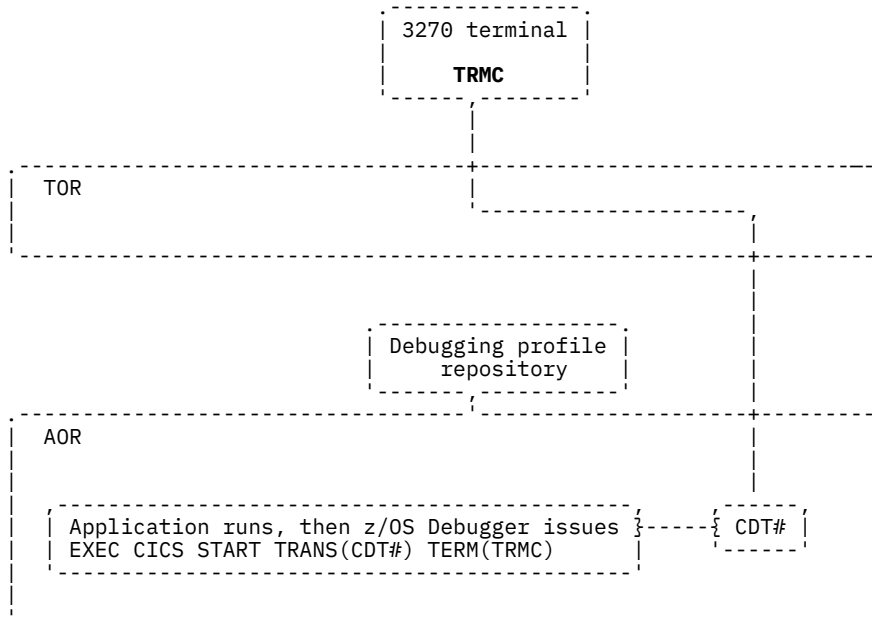 3270 terminal
TRMC
TOR
Debugging profile
repository
AOR
Application runs, then z/OS Debugger issues
EXEC CICS START TRANS(CDT#) TERM(TRMC)
CDT#